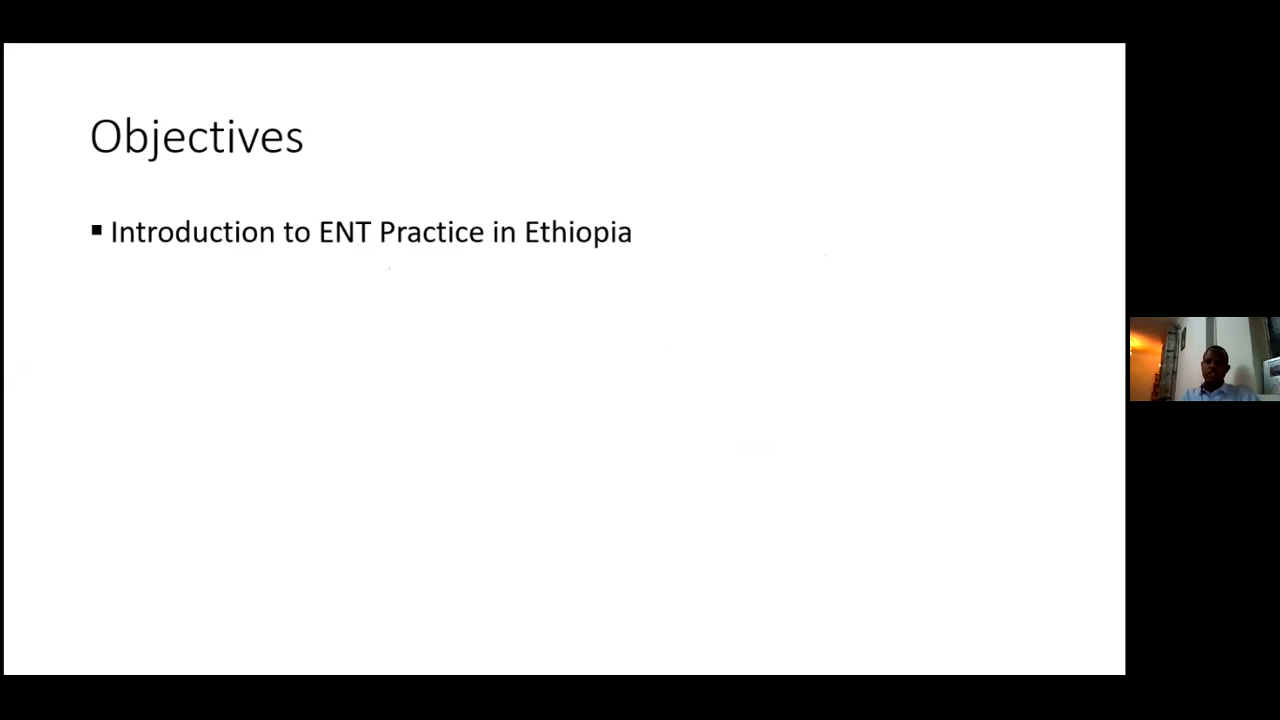 Objectives
▪ Introduction to ENT Practice in Ethiopia